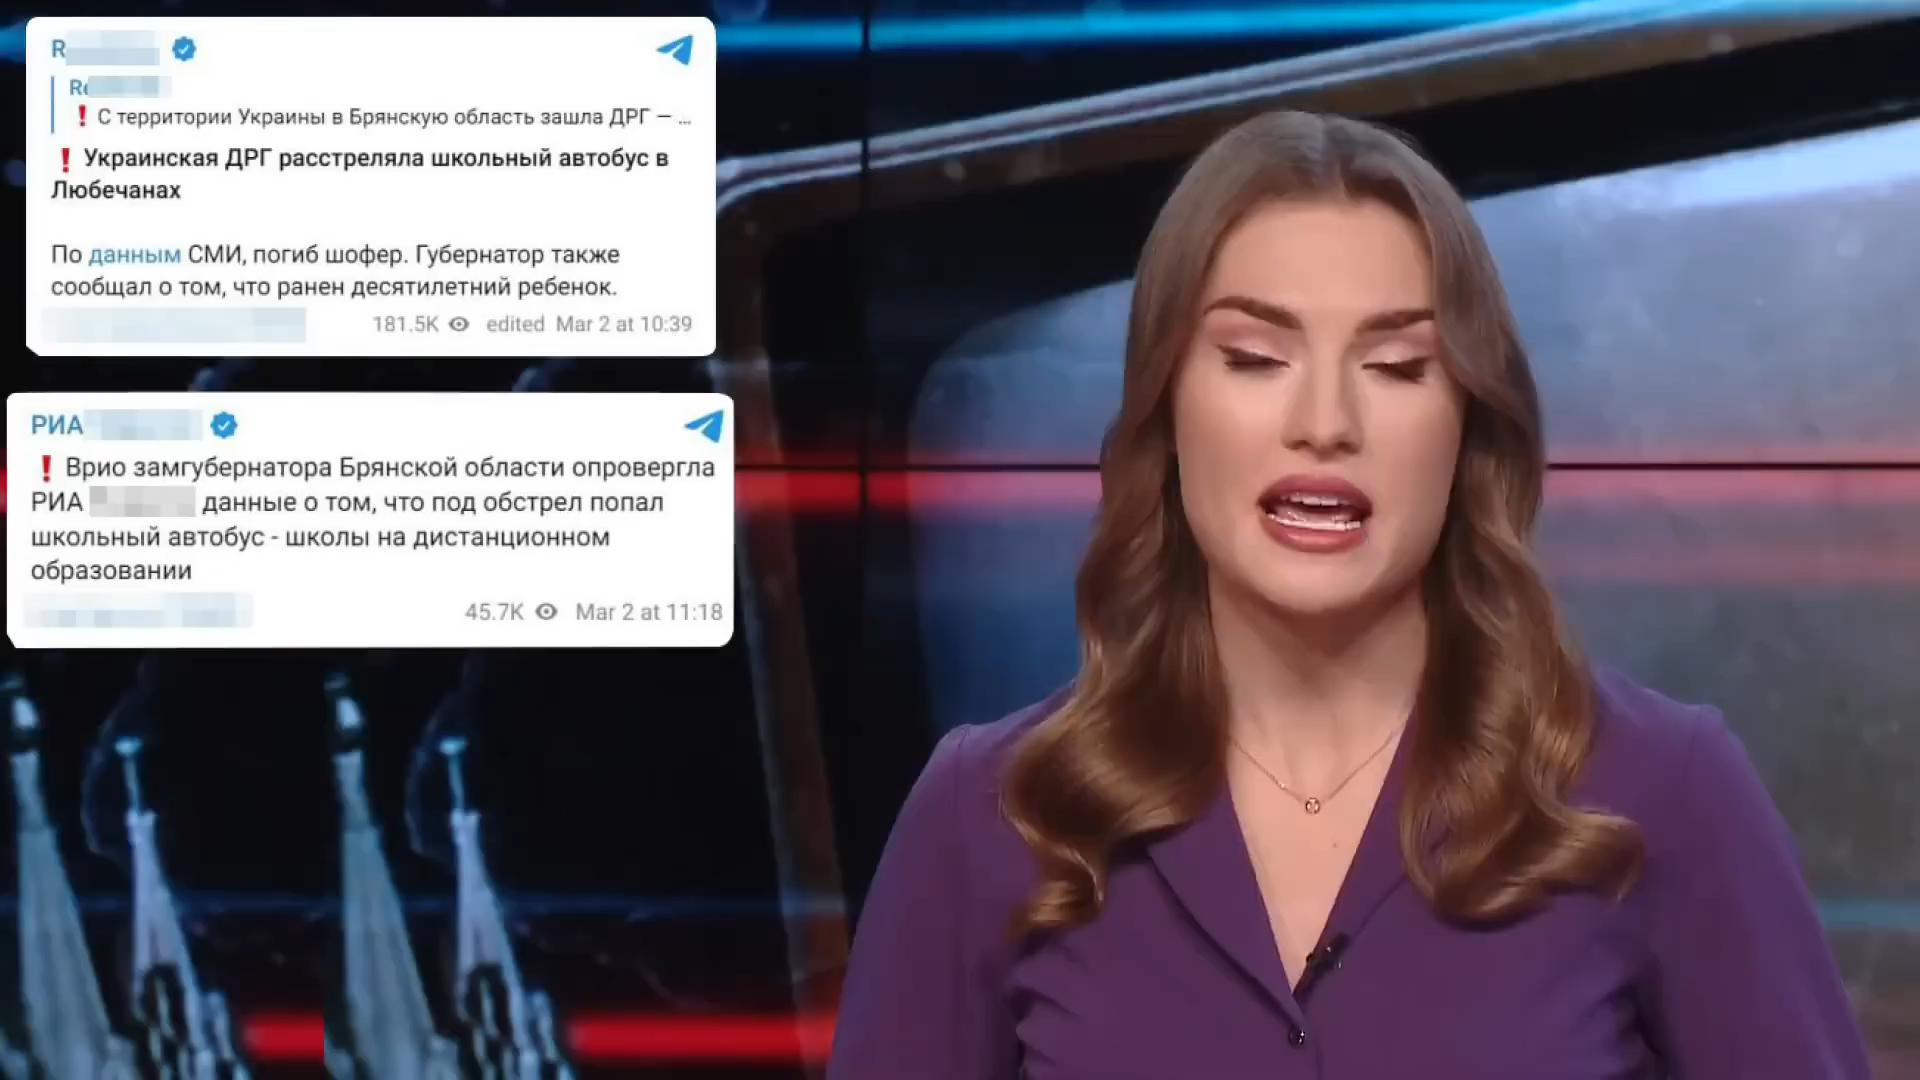 R
Re
❗ С территории Украины в Брянскую область зашла ДРГ — ...
❗ Украинская ДРГ расстреляла школьный автобус в
Любечанах
По данным СМИ, погиб шофер. Губернатор также
сообщал о том, что ранен десятилетний ребенок.
181.5K edited Mar 2 at 10:39
РИА
❗ Врио замгубернатора Брянской области опровергла
РИА данные о том, что под обстрел попал
школьный автобус - школы на дистанционном
образовании
45.7K Mar 2 at 11:18